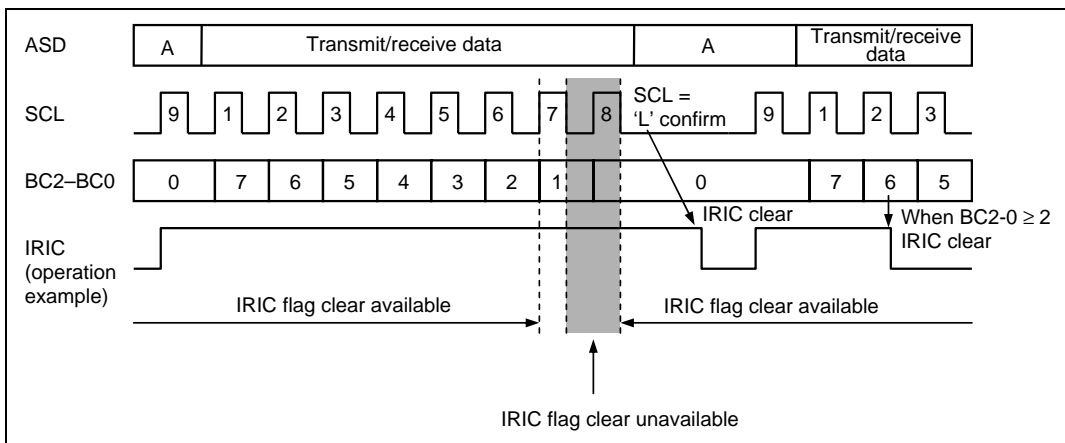 ASD A Transmit/receive data A Transmit/receive data
SCL 9 1 2 3 4 5 6 7 8 SCL = 'L' confirm 9 1 2 3
BC2–BC0 0 7 6 5 4 3 2 1 0 7 6 5
IRIC (operation example)
IRIC clear
When BC2-0 ≥ 2 IRIC clear
IRIC flag clear available
IRIC flag clear available
IRIC flag clear unavailable